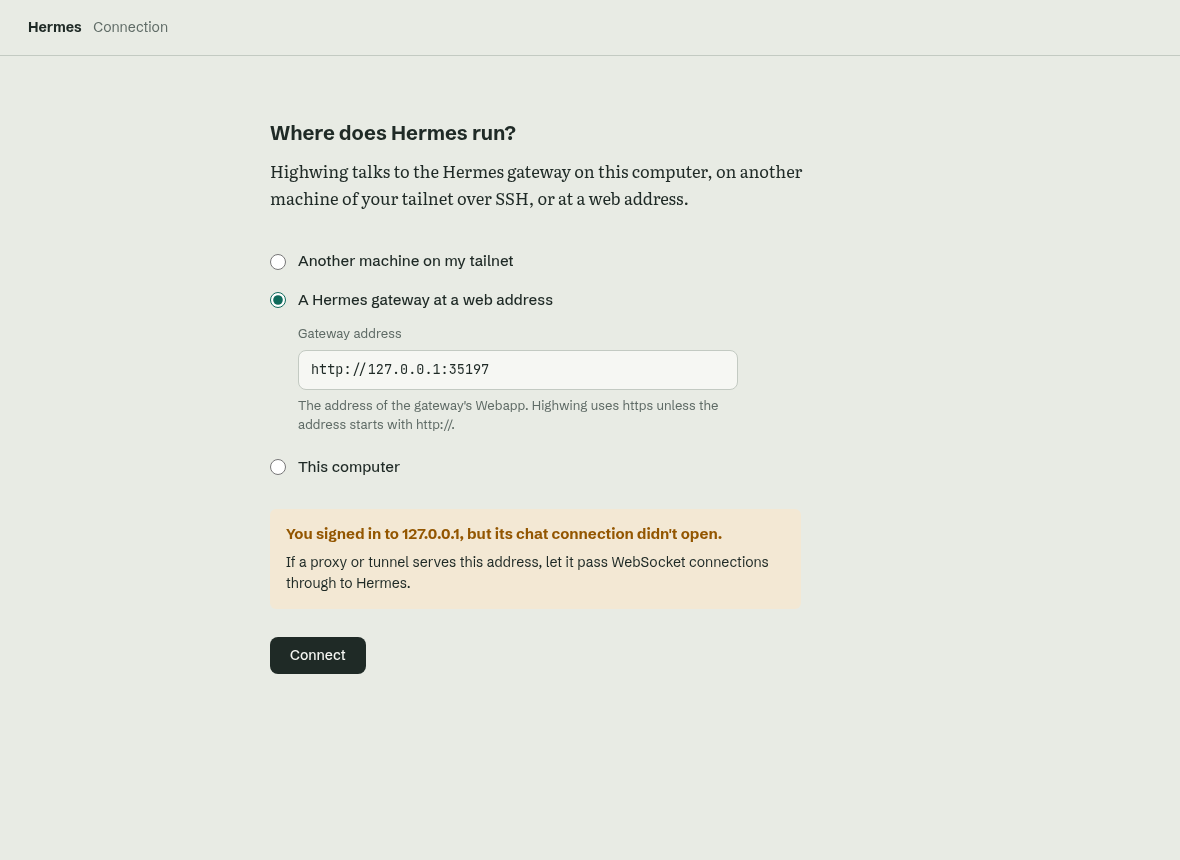 Hermes Connection
Where does Hermes run?
Highwing talks to the Hermes gateway on this computer, on another
machine of your tailnet over SSH, or at a web address.
Another machine on my tailnet
A Hermes gateway at a web address
Gateway address
http://127.0.0.1:35197
The address of the gateway's Webapp. Highwing uses https unless the
address starts with http://.
This computer
You signed in to 127.0.0.1, but its chat connection didn't open.
If a proxy or tunnel serves this address, let it pass WebSocket connections
through to Hermes.
Connect